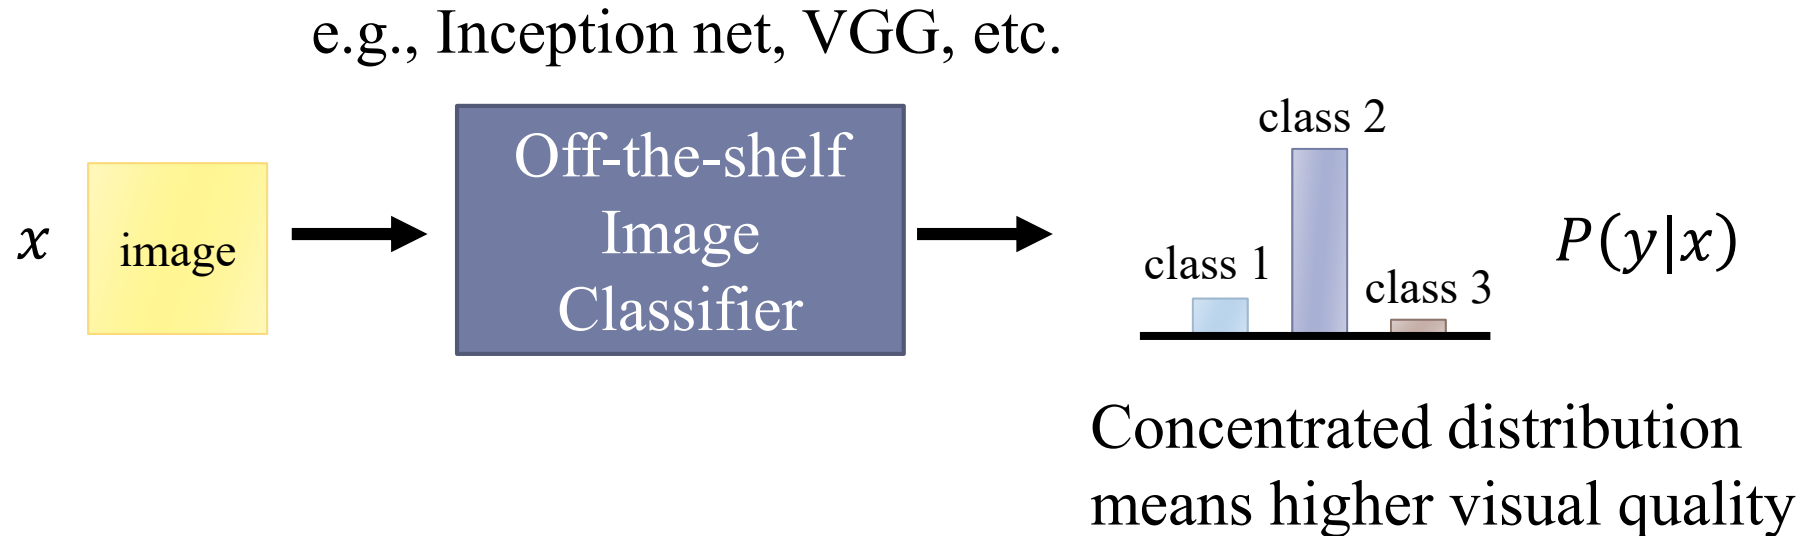 e.g., Inception net, VGG, etc.
x
image
Off-the-shelf
Image
Classifier
class 1
class 2
class 3
P(y|x)
Concentrated distribution
means higher visual quality